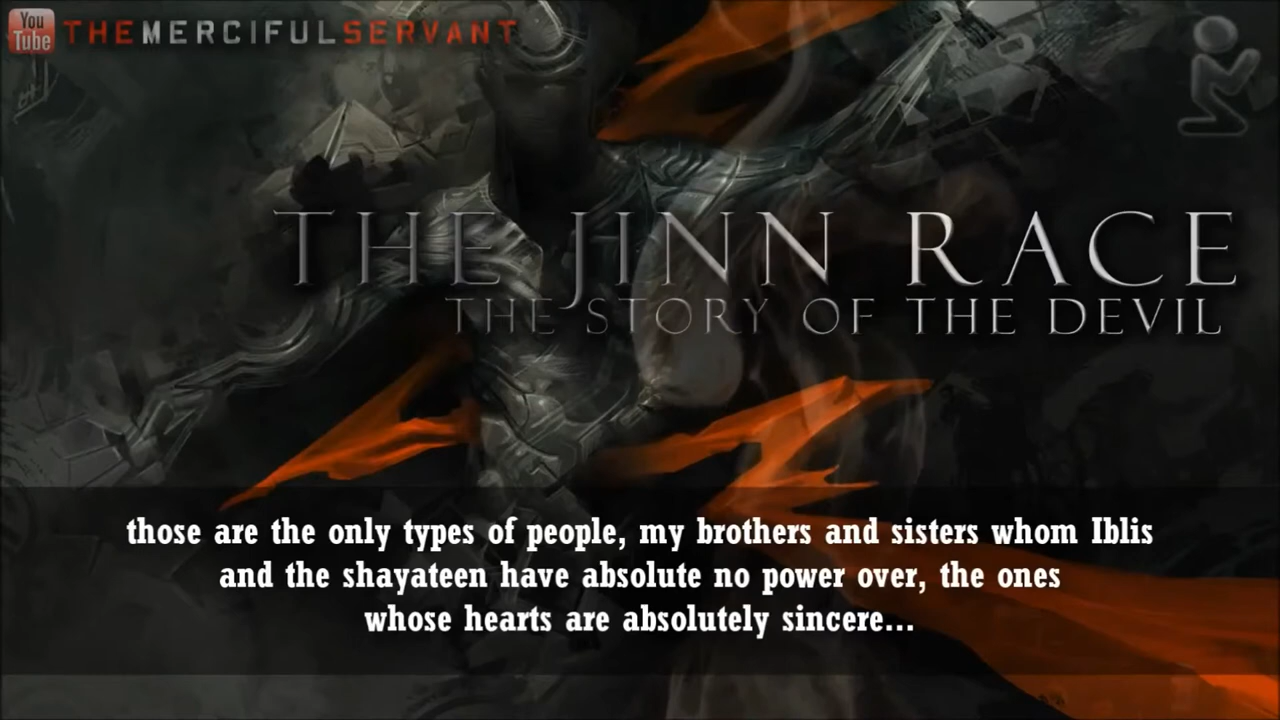 You
Tube
THEMERCIFULSERVANT
THE JINN RACE
THE STORY OF THE DEVIL
those are the only types of people, my brothers and sisters whom Iblis
and the shayateen have absolute no power over, the ones
whose hearts are absolutely sincere...